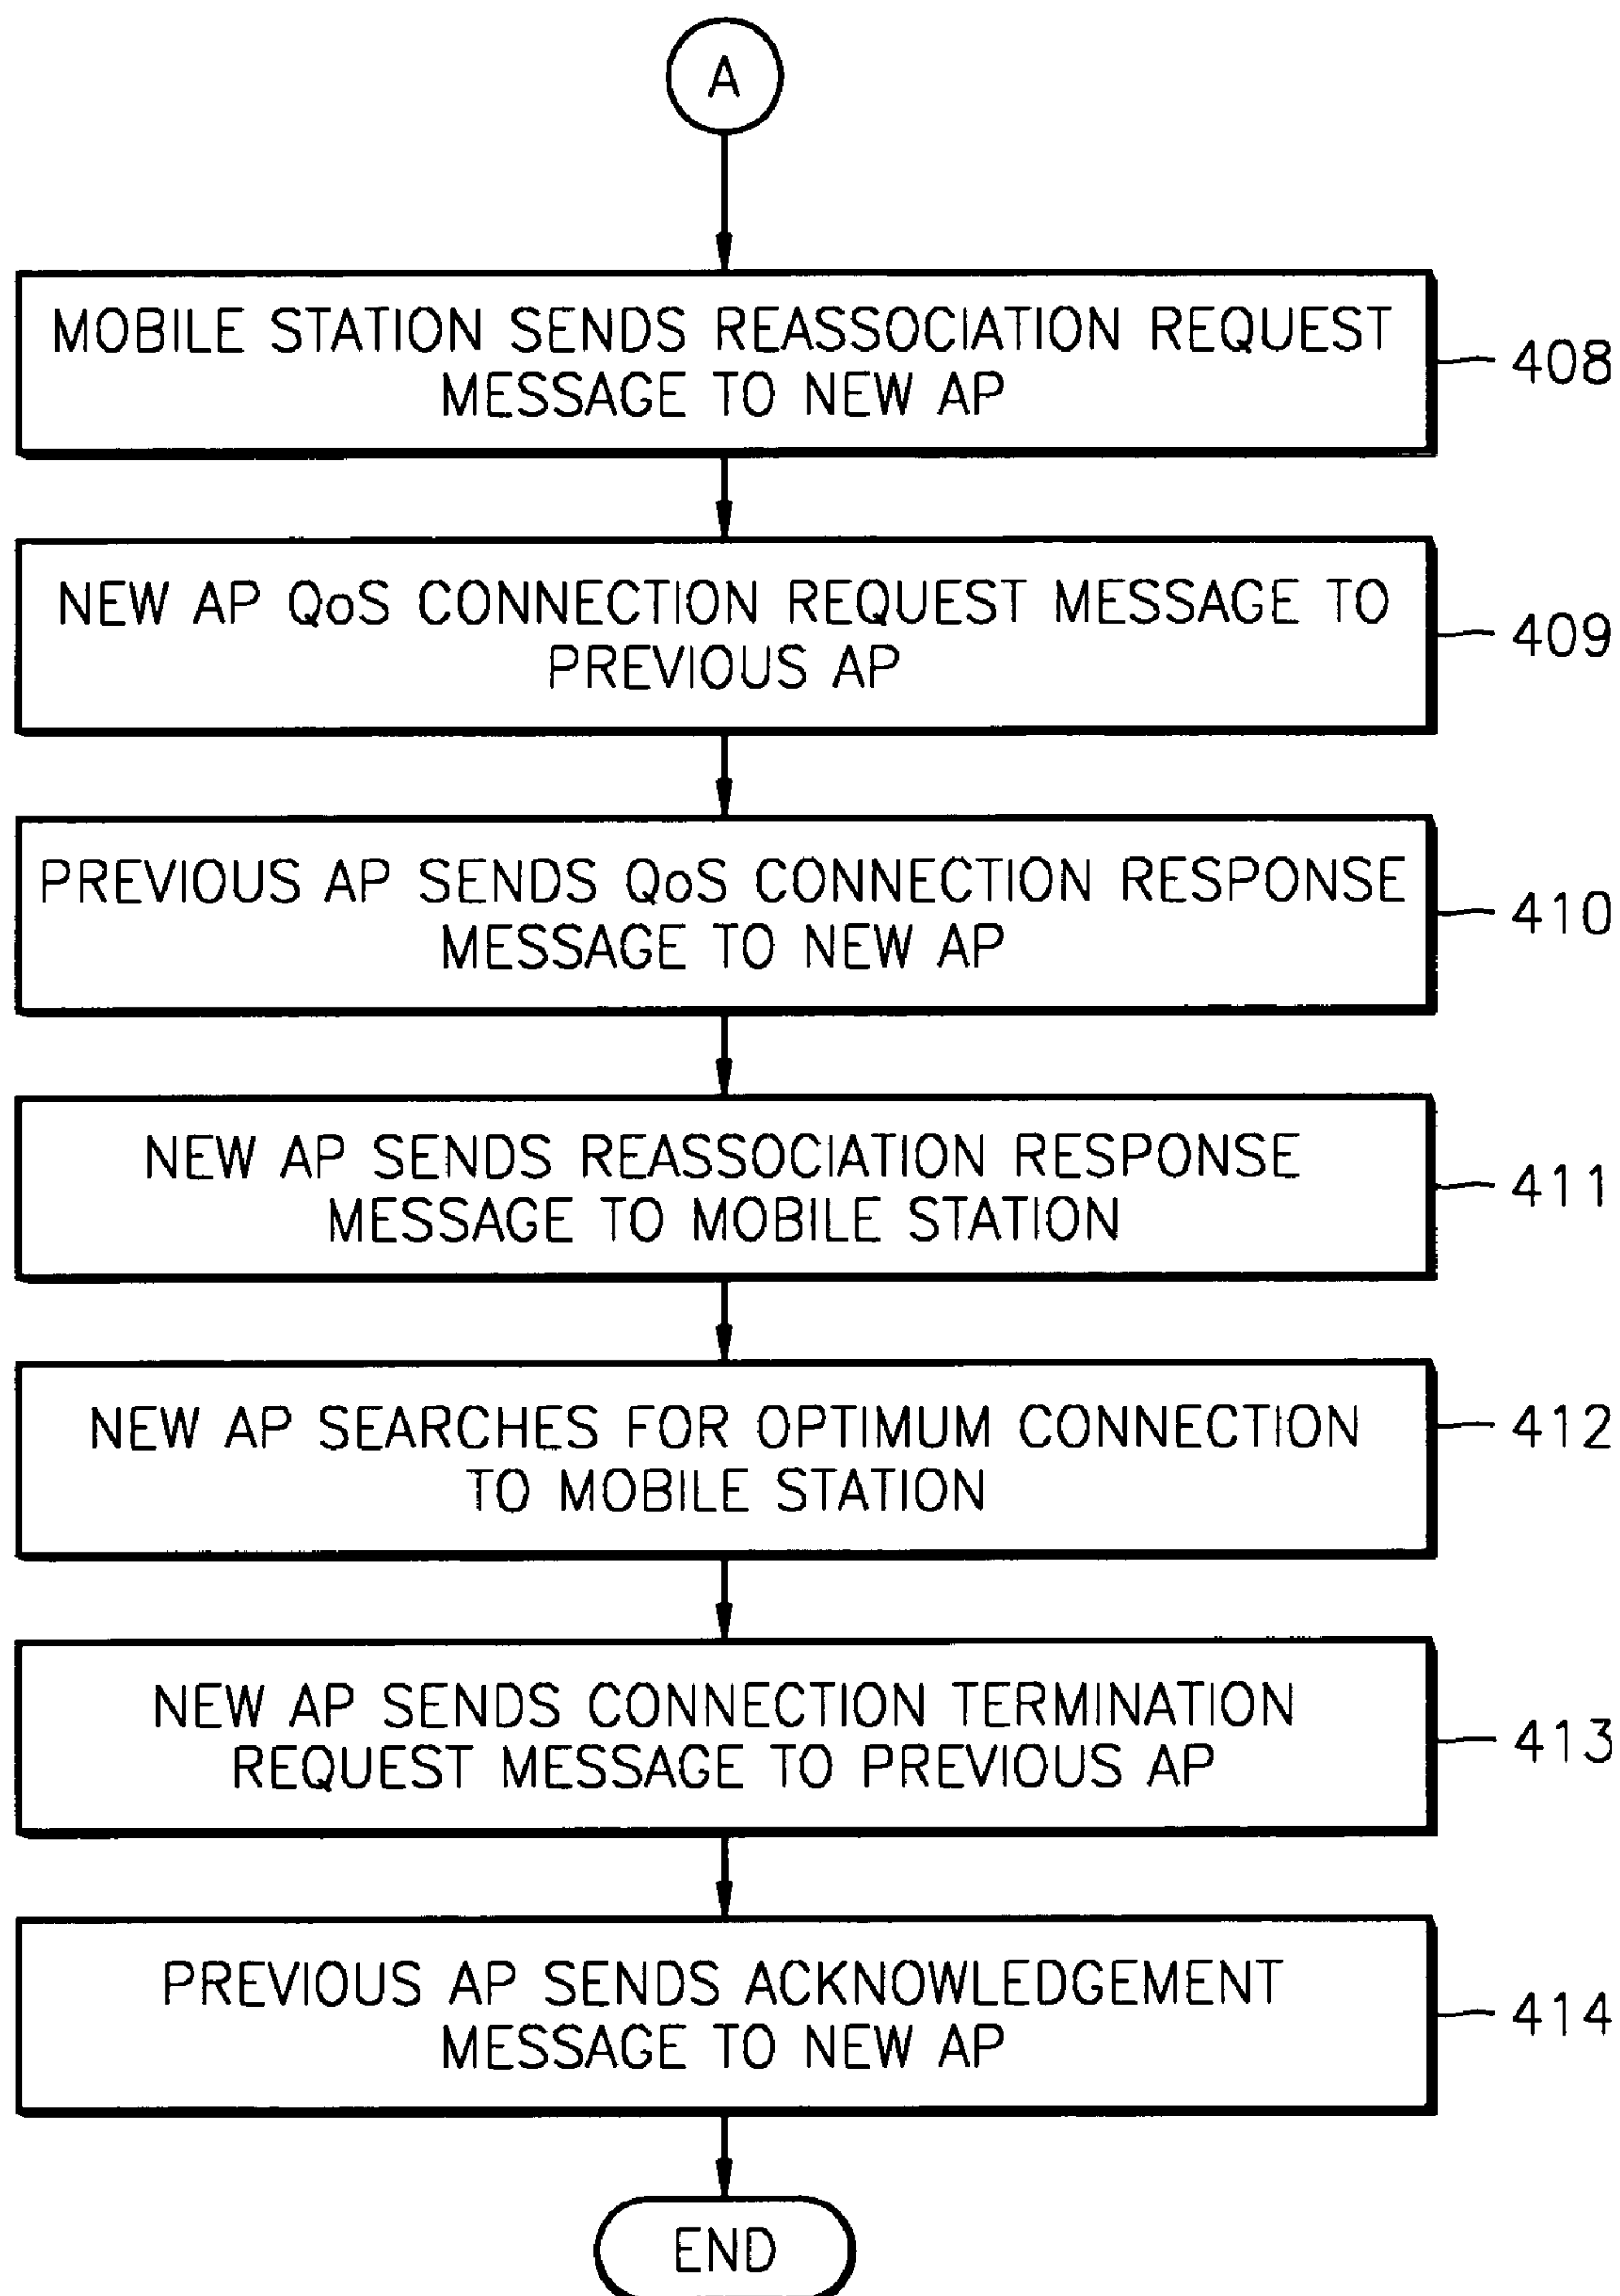 A
MOBILE STATION SENDS REASSOCIATION REQUEST
MESSAGE TO NEW AP
408
NEW AP QoS CONNECTION REQUEST MESSAGE TO
PREVIOUS AP
409
PREVIOUS AP SENDS QoS CONNECTION RESPONSE
MESSAGE TO NEW AP
410
NEW AP SENDS REASSOCIATION RESPONSE
MESSAGE TO MOBILE STATION
411
NEW AP SEARCHES FOR OPTIMUM CONNECTION
TO MOBILE STATION
412
NEW AP SENDS CONNECTION TERMINATION
REQUEST MESSAGE TO PREVIOUS AP
413
PREVIOUS AP SENDS ACKNOWLEDGEMENT
MESSAGE TO NEW AP
414
END